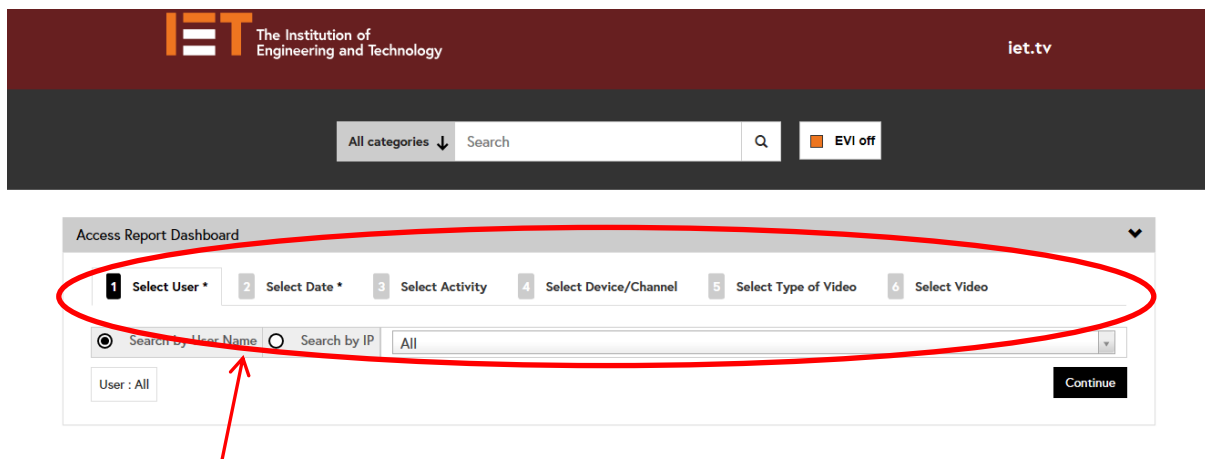 IET The Institution of
Engineering and Technology
iet.tv
All categories Search EVI off
Access Report Dashboard
1 Select User * 2 Select Date * 3 Select Activity 4 Select Device/Channel 5 Select Type of Video 6 Select Video
Search by User Name Search by IP All
User : All Continue